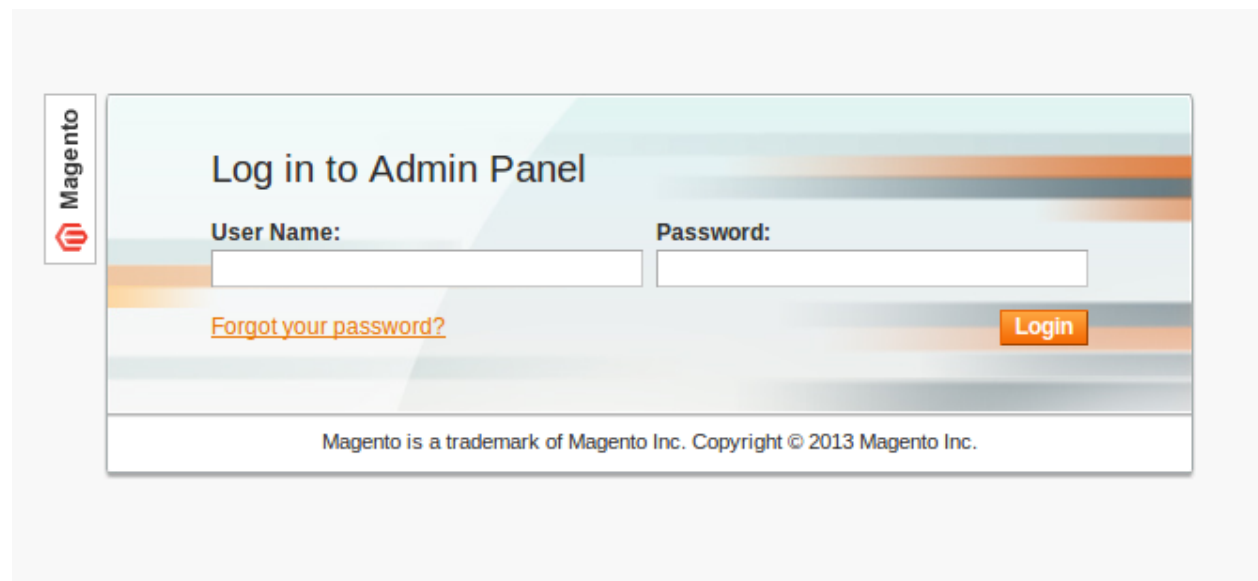 Magento
Log in to Admin Panel
User Name:
Password:
Forgot your password?
Login
Magento is a trademark of Magento Inc. Copyright © 2013 Magento Inc.